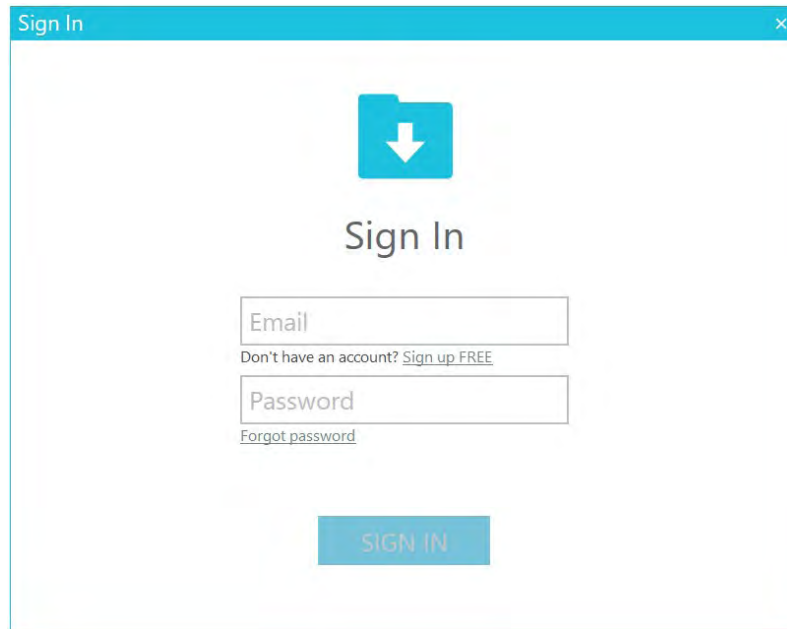 Sign In
×
Sign In
Email
Don't have an account? Sign up FREE
Password
Forgot password
SIGN IN